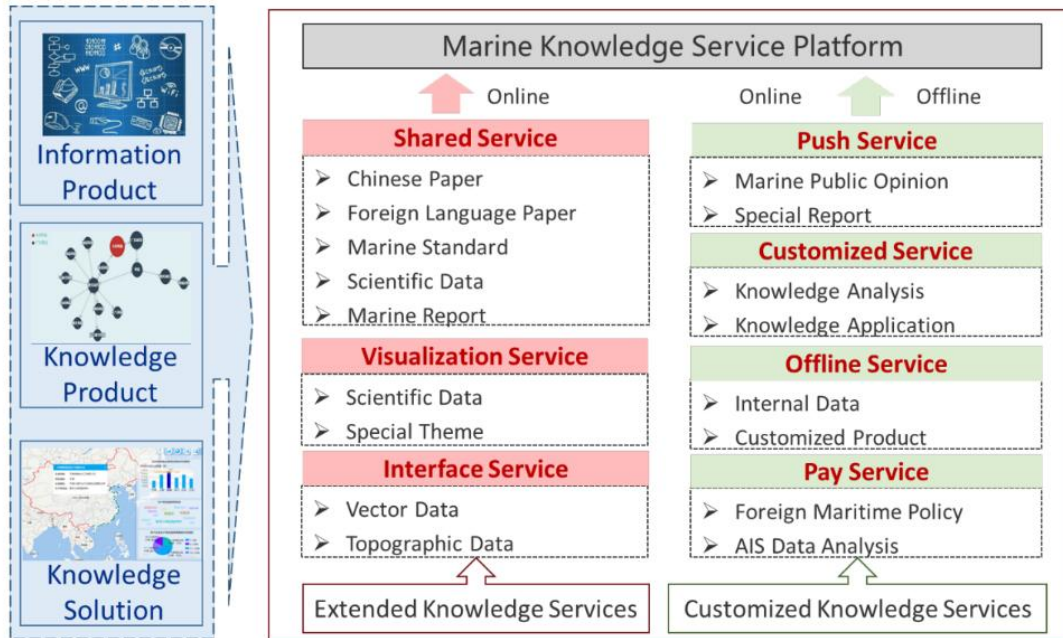 Information
Product
Knowledge
Product
Knowledge
Solution
Marine Knowledge Service Platform
Online
Shared Service
Chinese Paper
Foreign Language Paper
Marine Standard
Scientific Data
Marine Report
Visualization Service
Scientific Data
Special Theme
Interface Service
Vector Data
Topographic Data
Extended Knowledge Services
Online
Offline
Push Service
Marine Public Opinion
Special Report
Customized Service
Knowledge Analysis
Knowledge Application
Offline Service
Internal Data
Customized Product
Pay Service
Foreign Maritime Policy
AIS Data Analysis
Customized Knowledge Services